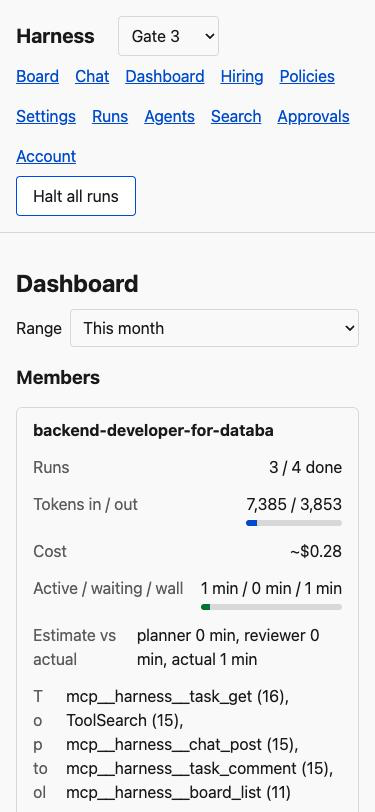 Harness Gate 3
Board Chat Dashboard Hiring Policies
Settings Runs Agents Search Approvals
Account
Halt all runs
Dashboard
Range This month
Members
backend-developer-for-databa
Runs 3 / 4 done
Tokens in / out 7,385 / 3,853
Cost ~$0.28
Active / waiting / wall 1 min / 0 min / 1 min
Estimate vs planner 0 min, reviewer 0
actual min, actual 1 min
T mcp__harness__task_get (16),
o ToolSearch (15),
p mcp__harness__chat_post (15),
to mcp__harness__task_comment (15),
ol mcp__harness__board_list (11)